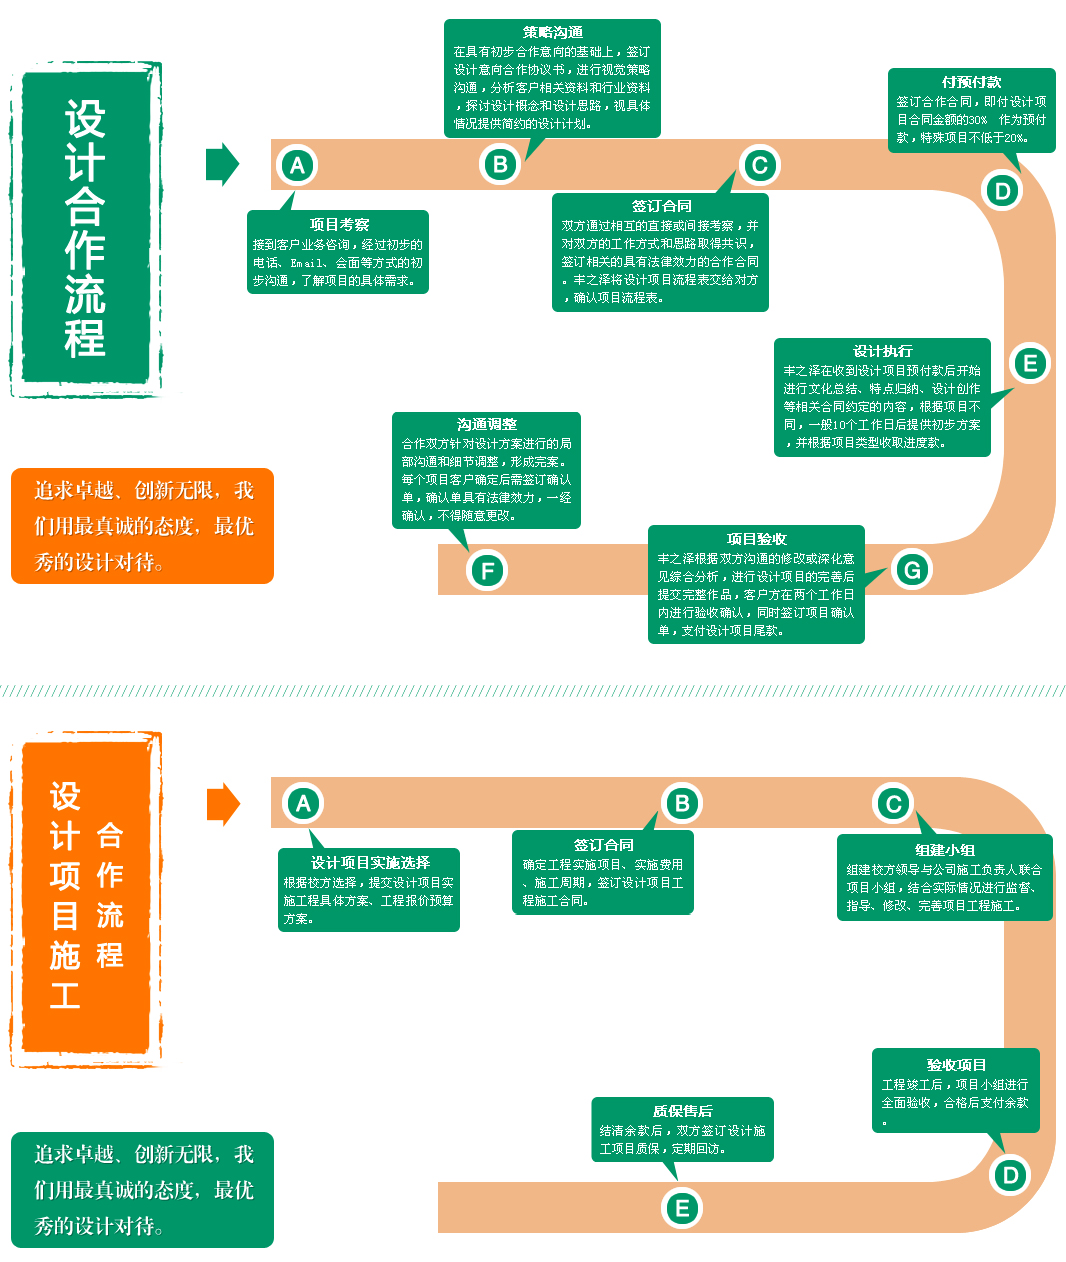 设计合作流程
A
项目考察
接到客户业务咨询，经过初步的
电话、Email、会面等方式的初
步沟通，了解项目的具体需求。
B
策略沟通
在具有初步合作意向的基础上，签订
设计意向合作协议书，进行视觉策略
沟通，分析客户相关资料和行业资料
，探讨设计概念和设计思路，视具体
情况提供简约的设计计划。
C
签订合同
双方通过相互的直接或间接考察，并
对双方的工作方式和思路取得共识，
签订相关的具有法律效力的合作合同
。丰之泽将设计项目流程表交给对方
，确认项目流程表。
D
付预付款
签订合作合同，即付设计项
目合同金额的30% 作为预付
款，特殊项目不低于20%。
E
设计执行
丰之泽在收到设计项目预付款后开始
进行文化总结、特点归纳、设计创作
等相关合同约定的内容，根据项目不
同，一般10个工作日后提供初步方案
，并根据项目类型收取进度款。
F
沟通调整
合作双方针对设计方案进行的局
部沟通和细节调整，形成完案。
每个项目客户确定后需签订确认
单，确认单具有法律效力，一经
确认，不得随意更改。
G
项目验收
丰之泽根据双方沟通的修改或深化意
见综合分析，进行设计项目的完善后
提交完整作品，客户方在两个工作日
内进行验收确认，同时签订项目确认
单，支付设计项目尾款。
追求卓越、创新无限，我
们用最真诚的态度，最优
秀的设计对待。
设计项目施工
合作流程
A
设计项目实施选择
根据校方选择，提交设计项目实
施工程具体方案、工程报价预算
方案。
B
签订合同
确定工程实施项目、实施费用
、施工周期，签订设计项目工
程施工合同。
C
组建小组
组建校方领导与公司施工负责人联合
项目小组，结合实际情况进行监督、
指导、修改、完善项目工程施工。
D
验收项目
工程竣工后，项目小组进行
全面验收，合格后支付余款
。
E
质保售后
结清余款后，双方签订设计施
工项目质保，定期回访。
追求卓越、创新无限，我
们用最真诚的态度，最优
秀的设计对待。